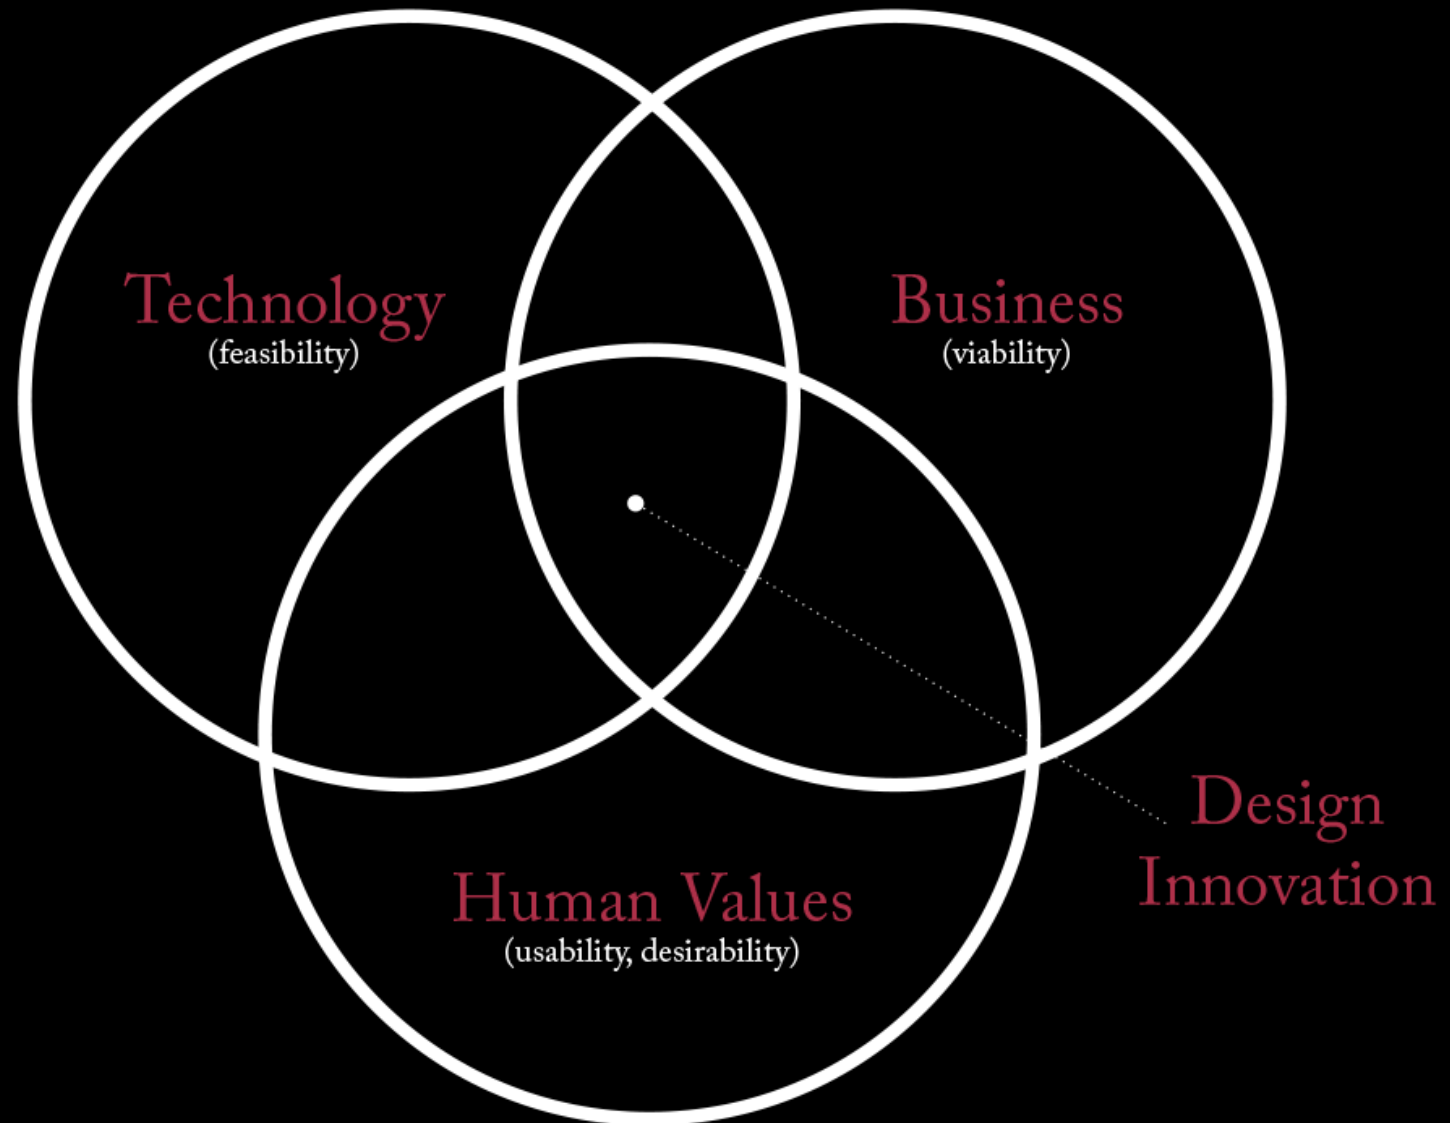 Technology
(feasibility)
Business
(viability)
Human Values
(usability, desirability)
Design
Innovation